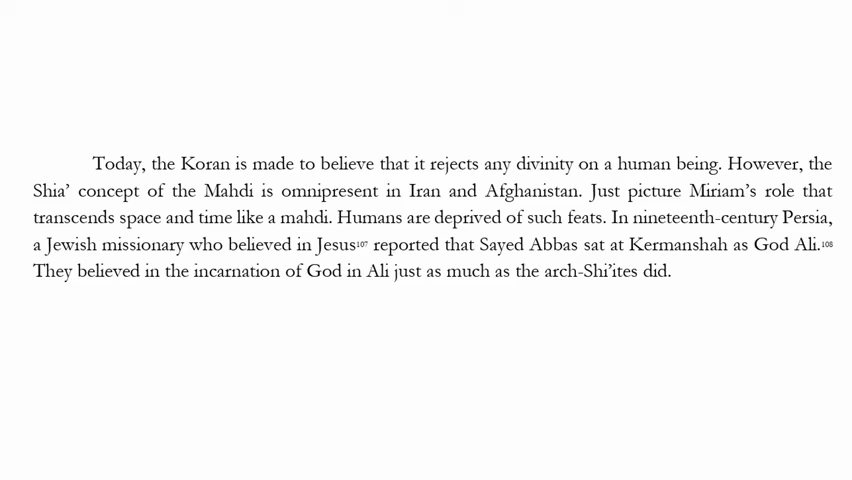 Today, the Koran is made to believe that it rejects any divinity on a human being. However, the
Shia’ concept of the Mahdi is omnipresent in Iran and Afghanistan. Just picture Miriam’s role that
transcends space and time like a mahdi. Humans are deprived of such feats. In nineteenth-century Persia,
a Jewish missionary who believed in Jesus107 reported that Sayed Abbas sat at Kermanshah as God Ali.108
They believed in the incarnation of God in Ali just as much as the arch-Shi’ites did.